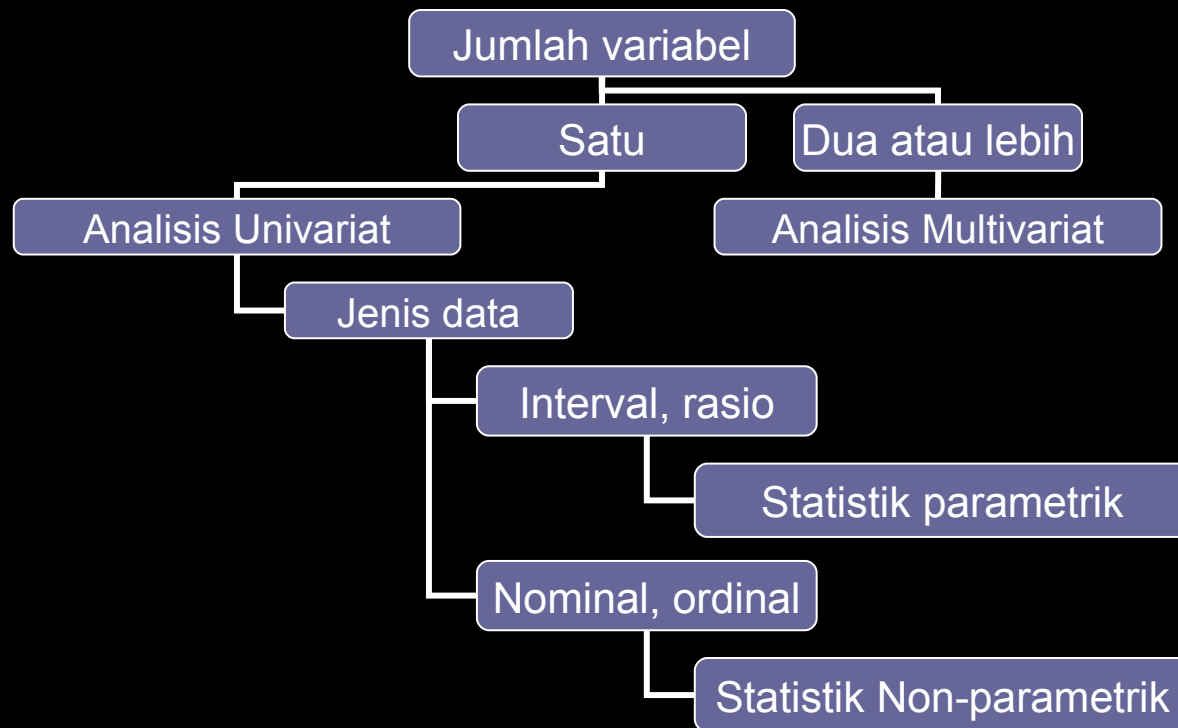 Jumlah variabel
Satu
Dua atau lebih
Analisis Univariat
Analisis Multivariat
Jenis data
Interval, rasio
Statistik parametrik
Nominal, ordinal
Statistik Non-parametrik